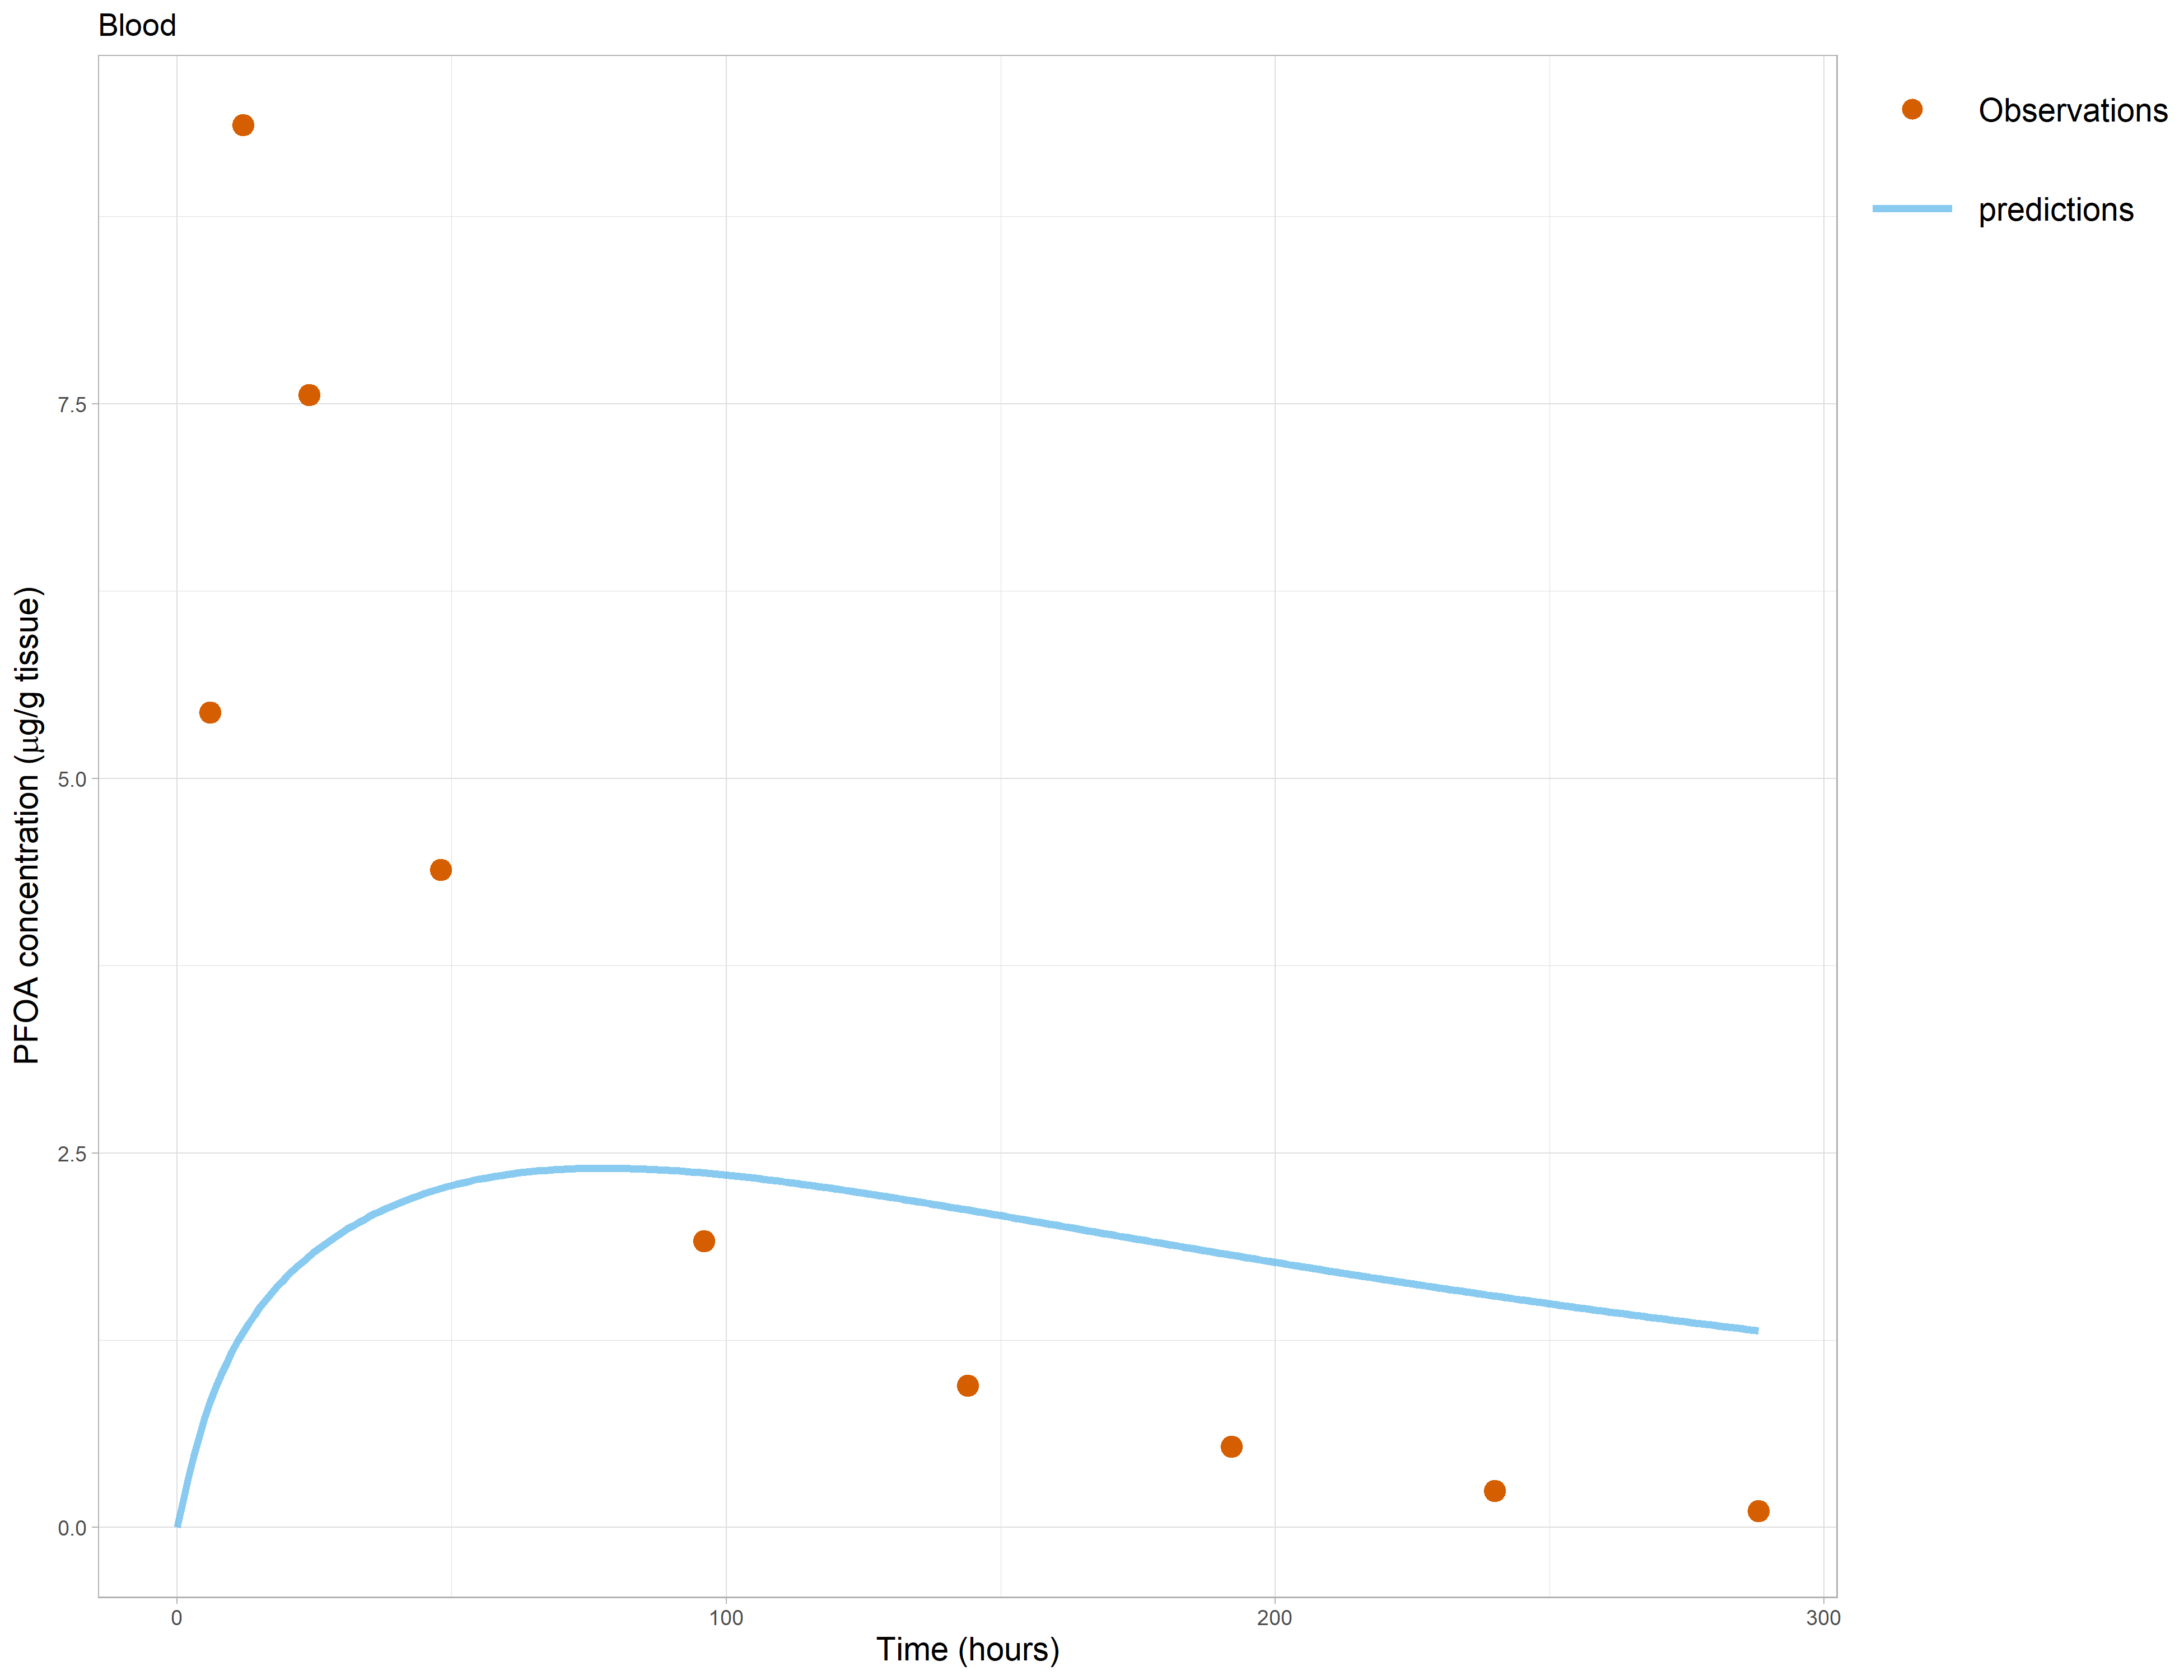 Blood
Observations
predictions
PFOA concentration (μg/g tissue)
7.5
5.0
2.5
0.0
0
100
200
300
Time (hours)